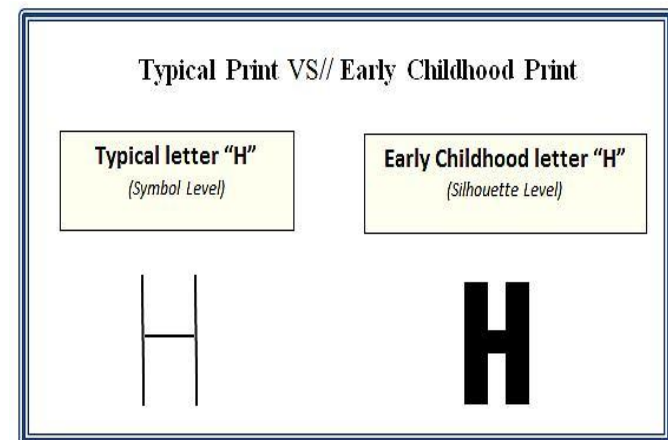 Typical Print VS// Early Childhood Print
Typical letter “H”
(Symbol Level)
Early Childhood letter “H”
(Silhouette Level)
H
H